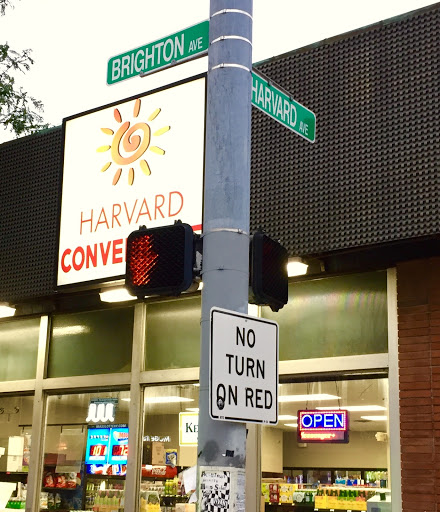 BRIGHTON AVE
HARVARD AVE
HARVARD
CONVE
NO
TURN
ON RED
OPEN